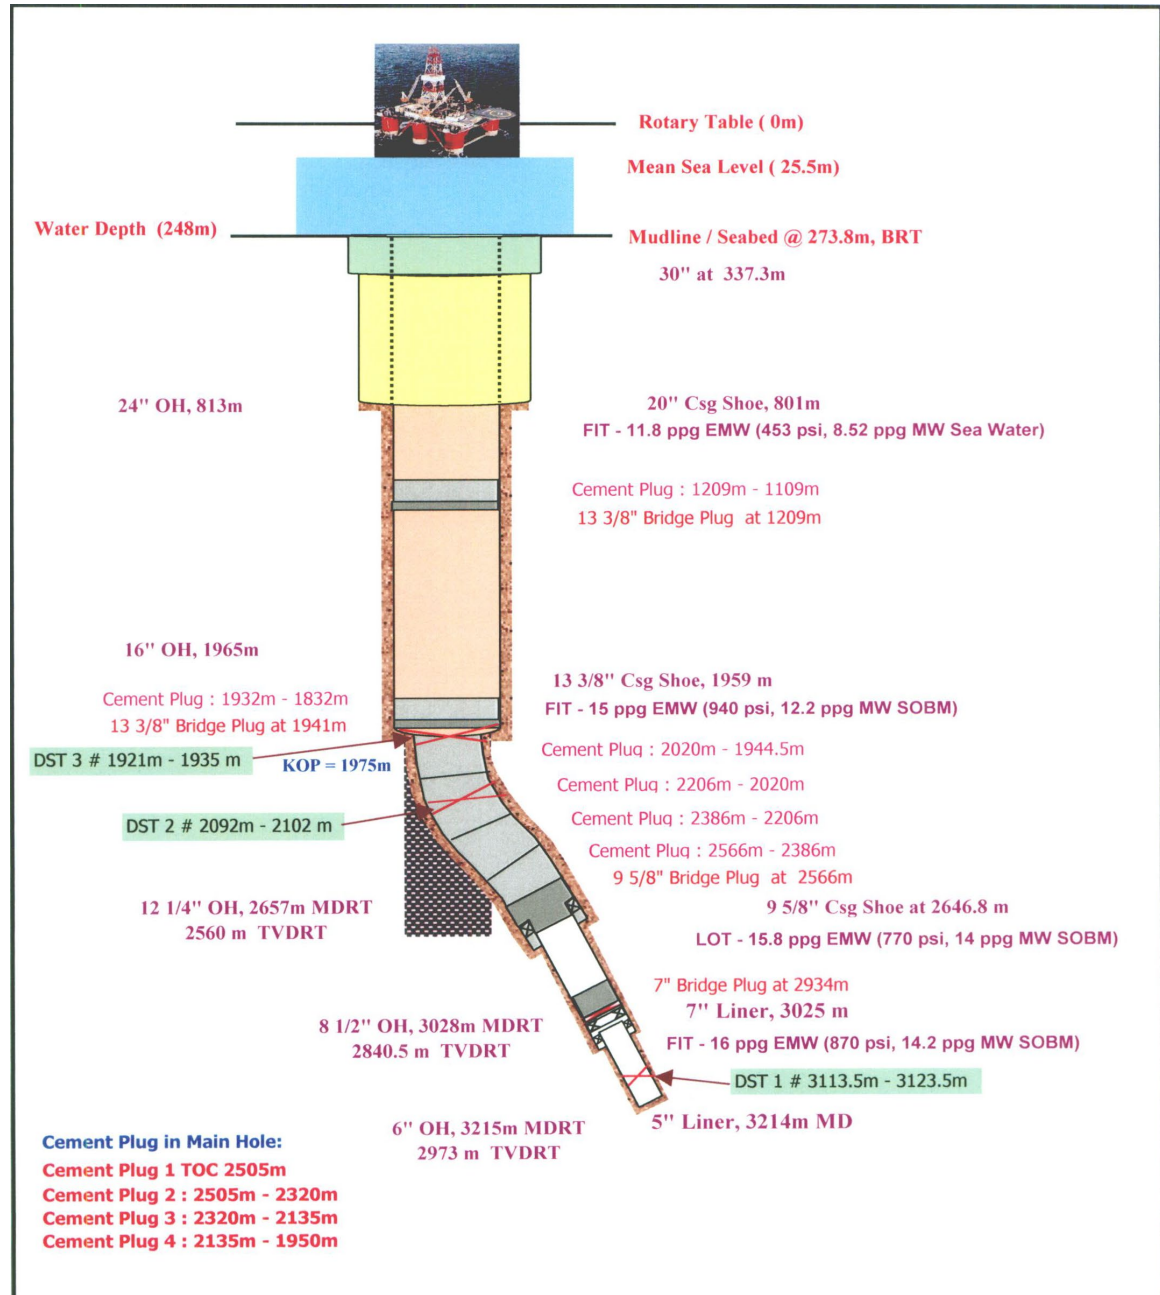 Rotary Table ( 0m)
Mean Sea Level ( 25.5m)
Water Depth  (248m)
Mudline / Seabed @ 273.8m, BRT
30" at  337.3m
24" OH, 813m
20" Csg Shoe, 801m
FIT - 11.8 ppg EMW (453 psi, 8.52 ppg MW Sea Water)
Cement Plug : 1209m - 1109m
13 3/8" Bridge Plug  at 1209m
16" OH, 1965m
13 3/8" Csg Shoe, 1959 m
Cement Plug : 1932m - 1832m
FIT - 15 ppg EMW (940 psi, 12.2 ppg MW SOBM)
13 3/8" Bridge Plug at 1941m
DST 3 # 1921m - 1935 m
KOP = 1975m
Cement Plug : 2020m - 1944.5m
Cement Plug : 2206m - 2020m
DST 2 # 2092m - 2102 m
Cement Plug : 2386m - 2206m
Cement Plug : 2566m - 2386m
9 5/8" Bridge Plug  at  2566m
12 1/4" OH, 2657m MDRT
2560 m  TVDRT
9 5/8" Csg Shoe at 2646.8 m
LOT - 15.8 ppg EMW (770 psi, 14 ppg MW SOBM)
7" Bridge Plug at 2934m
7" Liner, 3025 m
8 1/2" OH, 3028m MDRT
2840.5 m  TVDRT
FIT - 16 ppg EMW (870 psi, 14.2 ppg MW SOBM)
DST 1 # 3113.5m - 3123.5m
5" Liner, 3214m MD
6" OH, 3215m MDRT
2973 m  TVDRT
Cement Plug in Main Hole:
Cement Plug 1 TOC 2505m
Cement Plug 2 : 2505m - 2320m
Cement Plug 3 : 2320m - 2135m
Cement Plug 4 : 2135m - 1950m